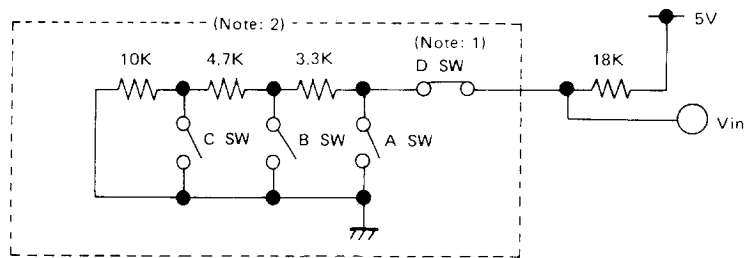 (Note: 2)
5V
10K
4.7K
3.3K
(Note: 1)
D SW
18K
Vin
C SW
B SW
A SW